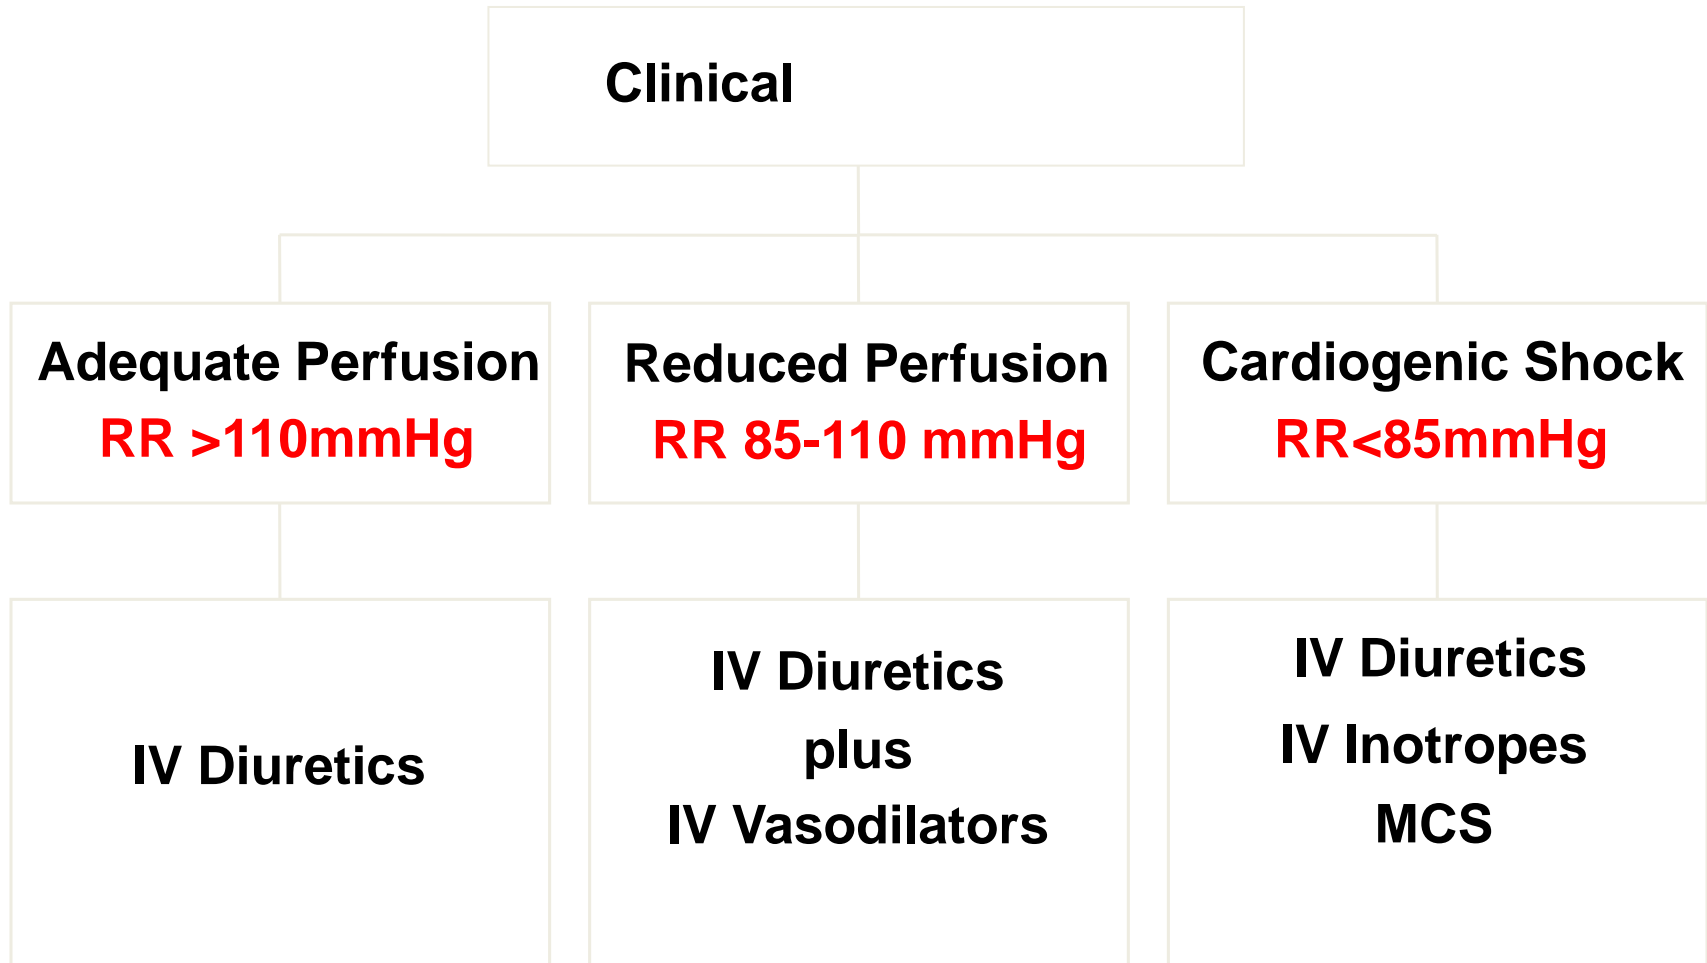 Clinical
Adequate Perfusion
RR >110mmHg
Reduced Perfusion
RR 85-110 mmHg
Cardiogenic Shock
RR<85mmHg
IV Diuretics
IV Diuretics
plus
IV Vasodilators
IV Diuretics
IV Inotropes
MCS